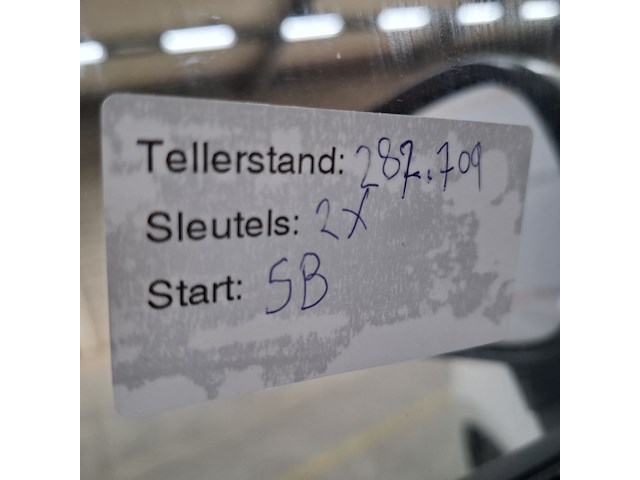 Tellerstand: 287.709
Sleutels: 2x
Start: SB